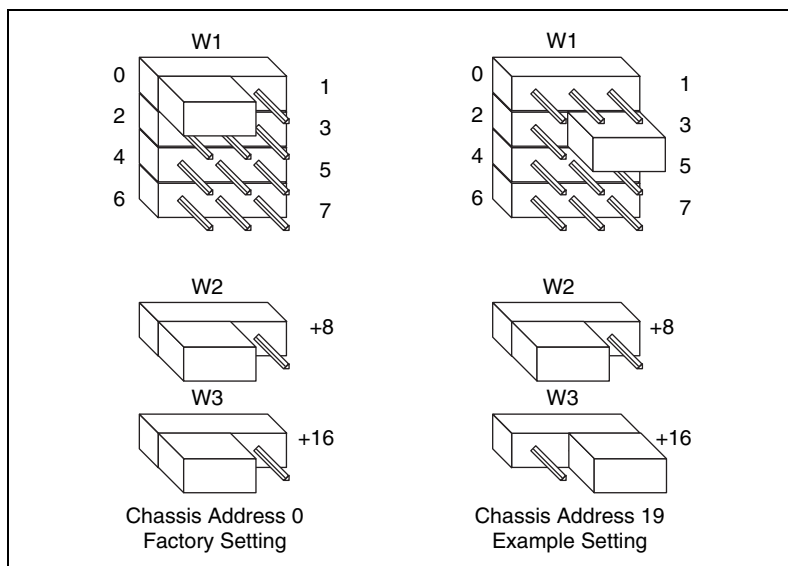 W1
0
1
2
3
4
5
6
7
W2
+8
W3
+16
Chassis Address 0
Factory Setting
W1
0
1
2
3
4
5
6
7
W2
+8
W3
+16
Chassis Address 19
Example Setting